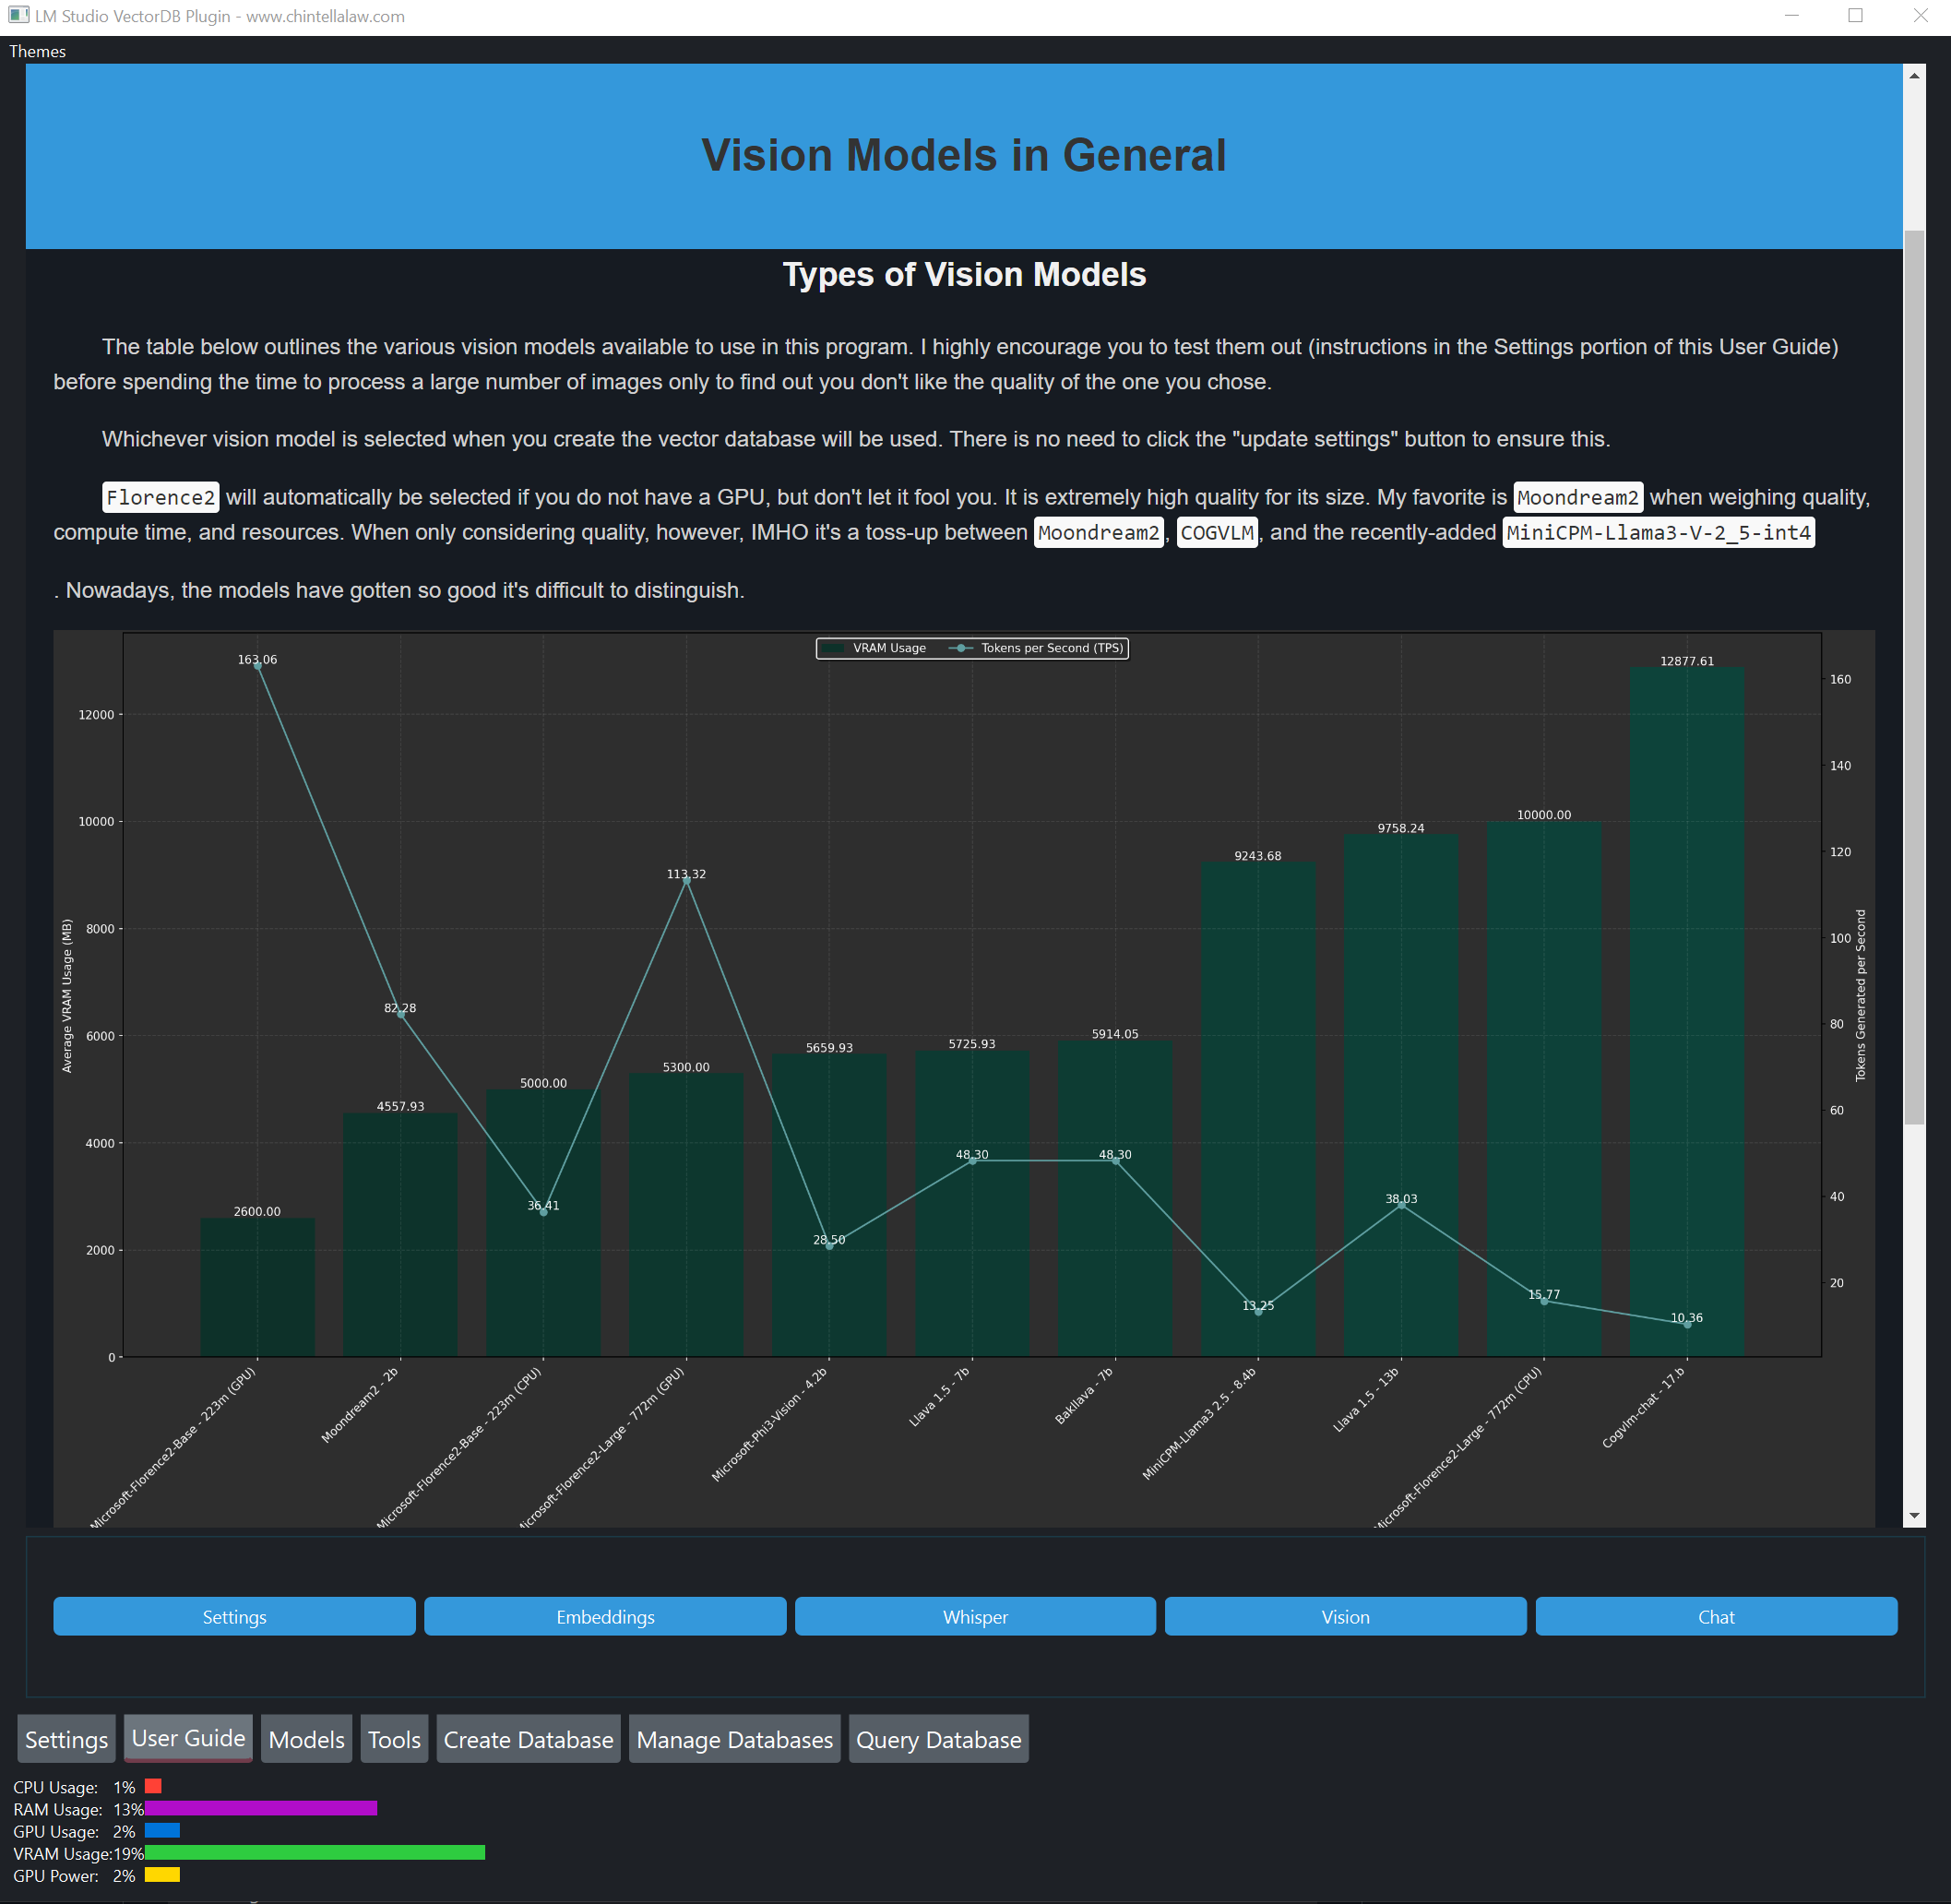 LM Studio VectorDB Plugin - www.chintellalaw.com
Themes
Vision Models in General
Types of Vision Models
The table below outlines the various vision models available to use in this program. I highly encourage you to test them out (instructions in the Settings portion of this User Guide)
before spending the time to process a large number of images only to find out you don't like the quality of the one you chose.
Whichever vision model is selected when you create the vector database will be used. There is no need to click the "update settings" button to ensure this.
Florence2 will automatically be selected if you do not have a GPU, but don't let it fool you. It is extremely high quality for its size. My favorite is Moondream2 when weighing quality,
compute time, and resources. When only considering quality, however, IMHO it's a toss-up between Moondream2, COGVLM, and the recently-added MiniCPM-Llama3-V-2_5-int4
. Nowadays, the models have gotten so good it's difficult to distinguish.
VRAM Usage Tokens per Second (TPS)
163.06
12877.61
160
12000
140
10000.00
10000
9758.24
9243.68
120
113.32
8000
100
Average VRAM Usage (MB)
Tokens Generated per Second
82.28
80
6000
5914.05
5725.93
5659.93
5300.00
5000.00
4557.93
60
4000
48.30
48.30
40
38.03
36.41
2600.00
28.50
2000
20
15.77
13.25
10.36
0
Microsoft-Florence2-Base - 223m (GPU)
Moondream2 - 2b
Microsoft-Florence2-Base - 223m (CPU)
Microsoft-Florence2-Large - 772m (GPU)
Microsoft-Phi3-Vision - 4.2b
Llava 1.5 - 7b
Bakllava - 7b
MiniCPM-Llama3 2.5 - 8.4b
Llava 1.5 - 13b
Microsoft-Florence2-Large - 772m (CPU)
Cogvlm-chat - 17.b
Settings Embeddings Whisper Vision Chat
Settings User Guide Models Tools Create Database Manage Databases Query Database
CPU Usage: 1%
RAM Usage: 13%
GPU Usage: 2%
VRAM Usage:19%
GPU Power: 2%